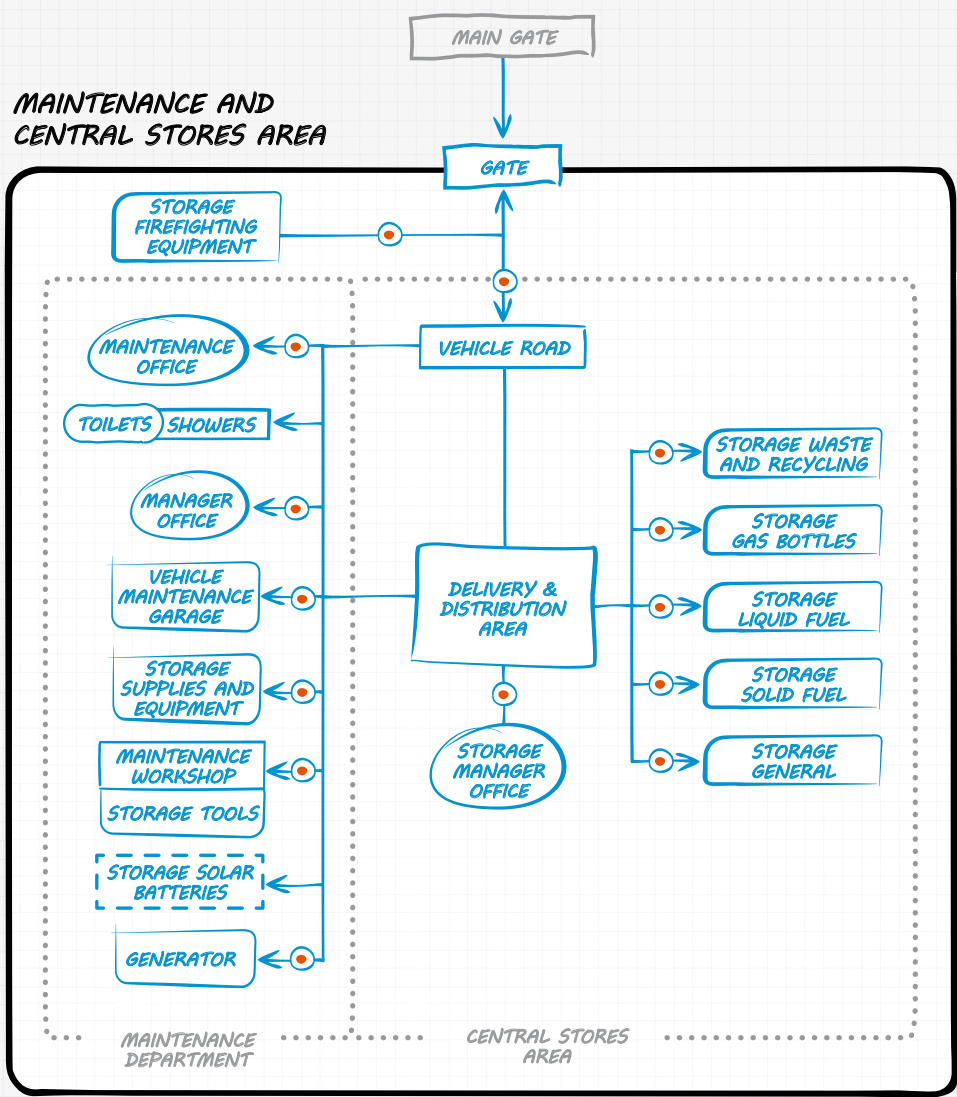 MAIN GATE
MAINTENANCE AND
CENTRAL STORES AREA
GATE
STORAGE
FIREFIGHTING
EQUIPMENT
MAINTENANCE
OFFICE
VEHICLE ROAD
TOILETS
SHOWERS
MANAGER
OFFICE
VEHICLE
MAINTENANCE
GARAGE
STORAGE
SUPPLIES AND
EQUIPMENT
MAINTENANCE
WORKSHOP
STORAGE TOOLS
STORAGE SOLAR
BATTERIES
GENERATOR
DELIVERY &
DISTRIBUTION
AREA
STORAGE
MANAGER
OFFICE
STORAGE WASTE
AND RECYCLING
STORAGE
GAS BOTTLES
STORAGE
LIQUID FUEL
STORAGE
SOLID FUEL
STORAGE
GENERAL
MAINTENANCE
DEPARTMENT
CENTRAL STORES
AREA